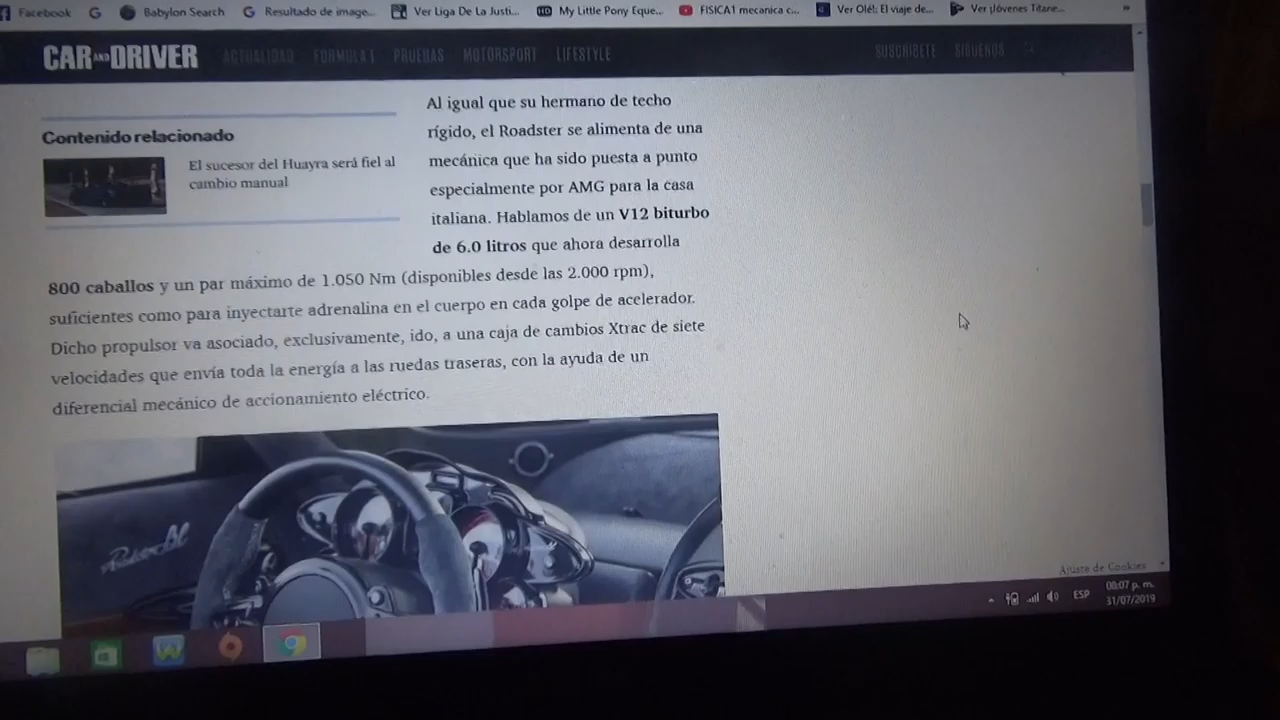 Facebook
Babylon Search
Resultado de image...
Ver Liga De La Justi...
My Little Pony Eque...
FISICA1 mecanica c...
Ver Olé!: El viaje de...
Ver ¡Jóvenes Titane...
»
CAR AND DRIVER
ACTUALIDAD
FORMULA 1
PRUEBAS
MOTORSPORT
LIFESTYLE
SUSCRIBETE
SIGUENOS
Contenido relacionado
El sucesor del Huayra será fiel al
cambio manual
Al igual que su hermano de techo
rígido, el Roadster se alimenta de una
mecánica que ha sido puesta a punto
especialmente por AMG para la casa
italiana. Hablamos de un V12 biturbo
de 6.0 litros que ahora desarrolla
800 caballos y un par máximo de 1.050 Nm (disponibles desde las 2.000 rpm),
suficientes como para inyectarte adrenalina en el cuerpo en cada golpe de acelerador.
Dicho propulsor va asociado, exclusivamente, ido, a una caja de cambios Xtrac de siete
velocidades que envía toda la energía a las ruedas traseras, con la ayuda de un
diferencial mecánico de accionamiento eléctrico.
Ajuste de Cookies
ESP
08:07 p. m.
31/07/2019